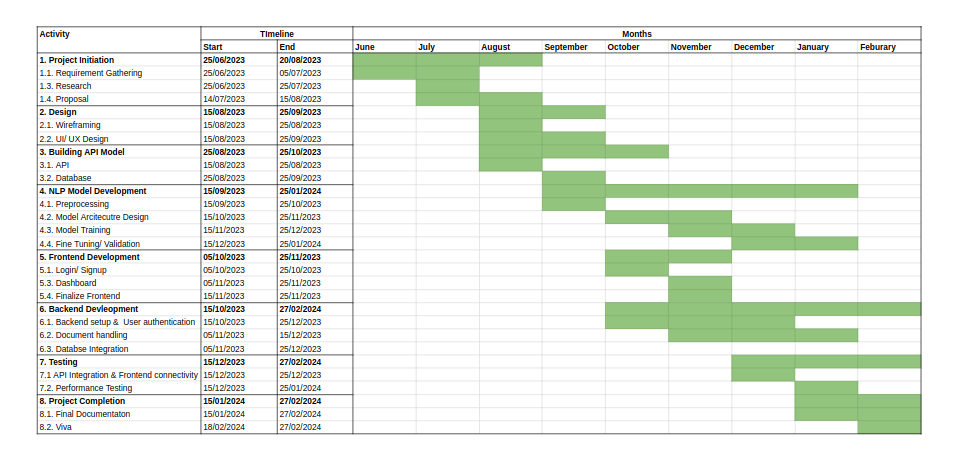 Activity TImeline Months
Start End June July August September October November December January Feburary
1. Project Initiation 25/06/2023 20/08/2023
1.1. Requirement Gathering 25/06/2023 05/07/2023
1.3. Research 25/06/2023 25/07/2023
1.4. Proposal 14/07/2023 15/08/2023
2. Design 15/08/2023 25/09/2023
2.1. Wireframing 15/08/2023 25/08/2023
2.2. UI/ UX Design 15/08/2023 25/09/2023
3. Building API Model 25/08/2023 25/10/2023
3.1. API 15/08/2023 25/08/2023
3.2. Database 25/08/2023 25/09/2023
4. NLP Model Development 15/09/2023 25/01/2024
4.1. Preprocessing 15/09/2023 25/10/2023
4.2. Model Arcitecutre Design 15/10/2023 25/11/2023
4.3. Model Training 15/11/2023 25/12/2023
4.4. Fine Tuning/ Validation 15/12/2023 25/01/2024
5. Frontend Development 05/10/2023 25/11/2023
5.1. Login/ Signup 05/10/2023 25/10/2023
5.3. Dashboard 05/11/2023 25/11/2023
5.4. Finalize Frontend 15/11/2023 25/11/2023
6. Backend Devleopment 15/10/2023 27/02/2024
6.1. Backend setup & User authentication 15/10/2023 25/12/2023
6.2. Document handling 05/11/2023 15/12/2023
6.3. Databse Integration 05/11/2023 25/12/2023
7. Testing 15/12/2023 27/02/2024
7.1 API Integration & Frontend connectivity 15/12/2023 25/12/2023
7.2. Performance Testing 15/12/2023 25/01/2024
8. Project Completion 15/01/2024 27/02/2024
8.1. Final Documentaton 15/01/2024 27/02/2024
8.2. Viva 18/02/2024 27/02/2024